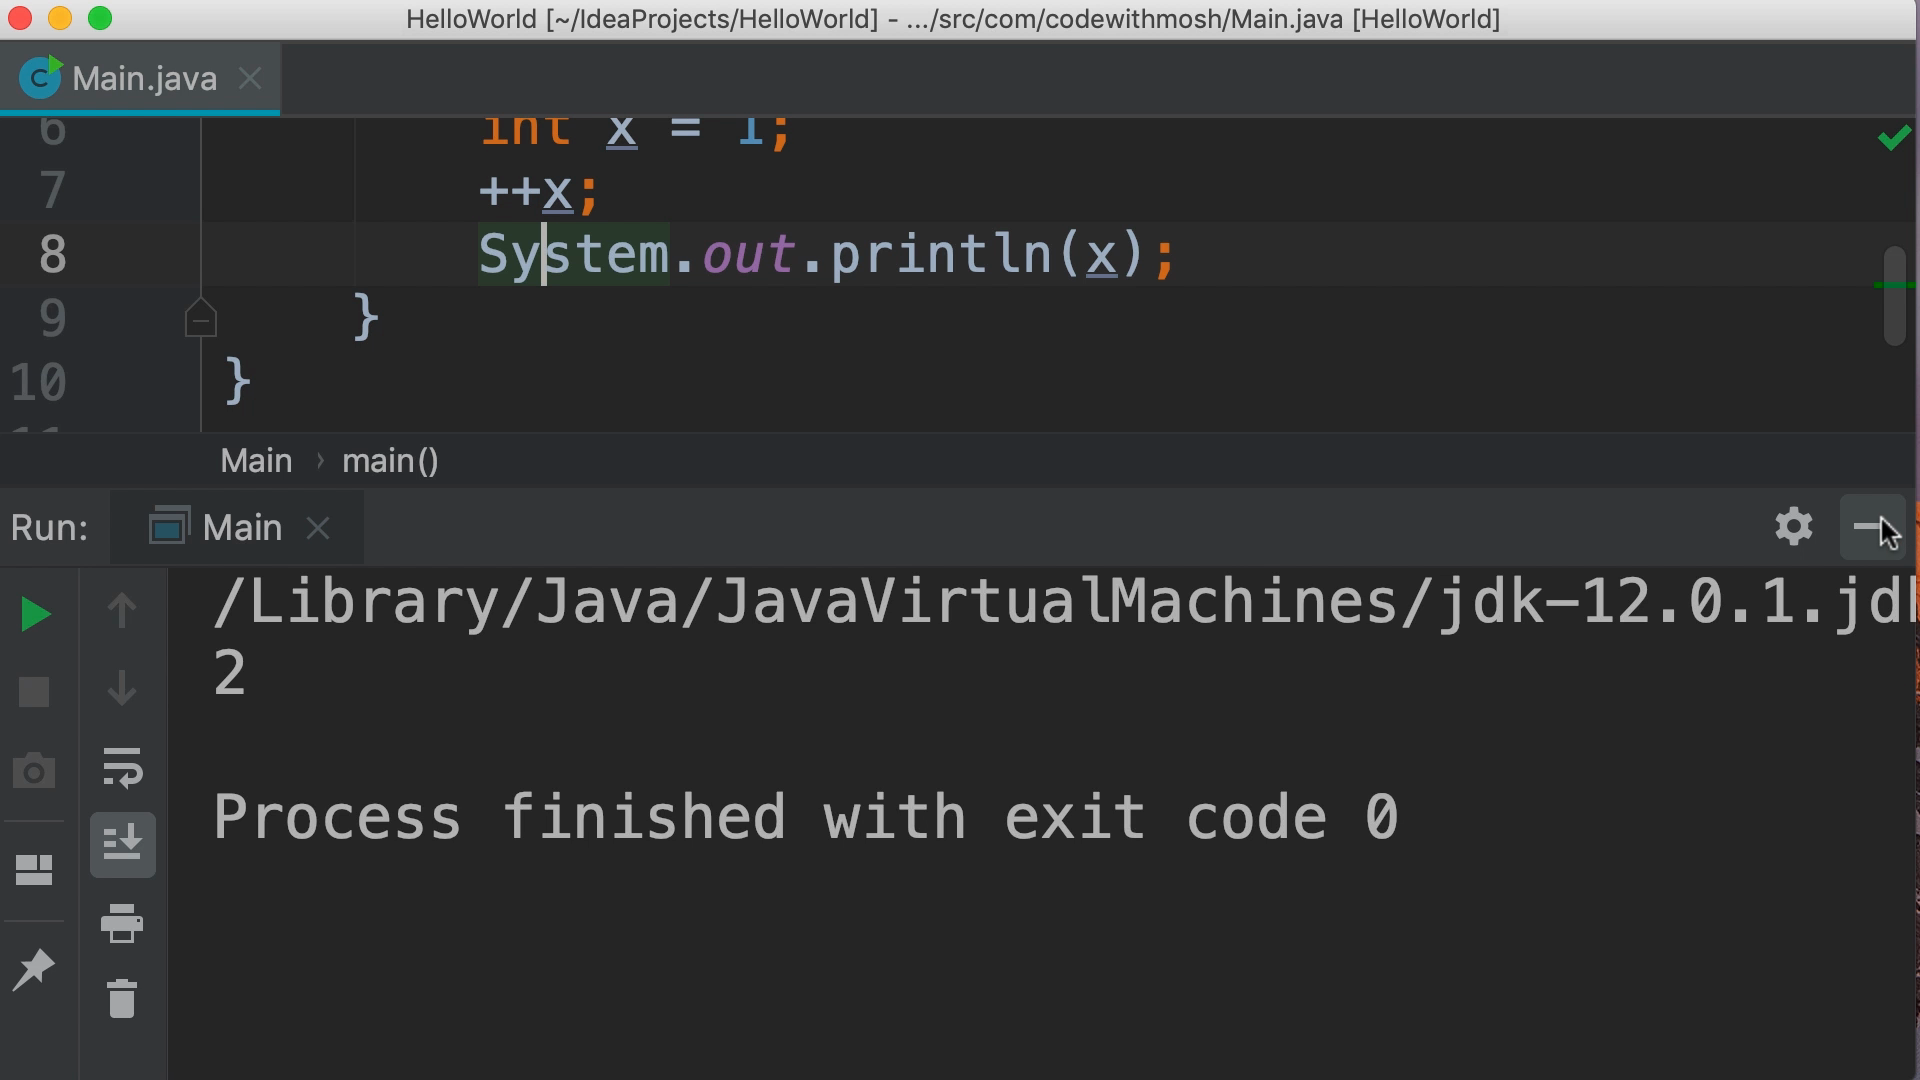 HelloWorld [~/IdeaProjects/HelloWorld] - .../src/com/codewithmosh/Main.java [HelloWorld]
Main.java
6 int x = 1;
7 ++x;
8 System.out.println(x);
9 }
10 }
11
Main › main()
Run: Main
/Library/Java/JavaVirtualMachines/jdk-12.0.1.jdk
2
Process finished with exit code 0